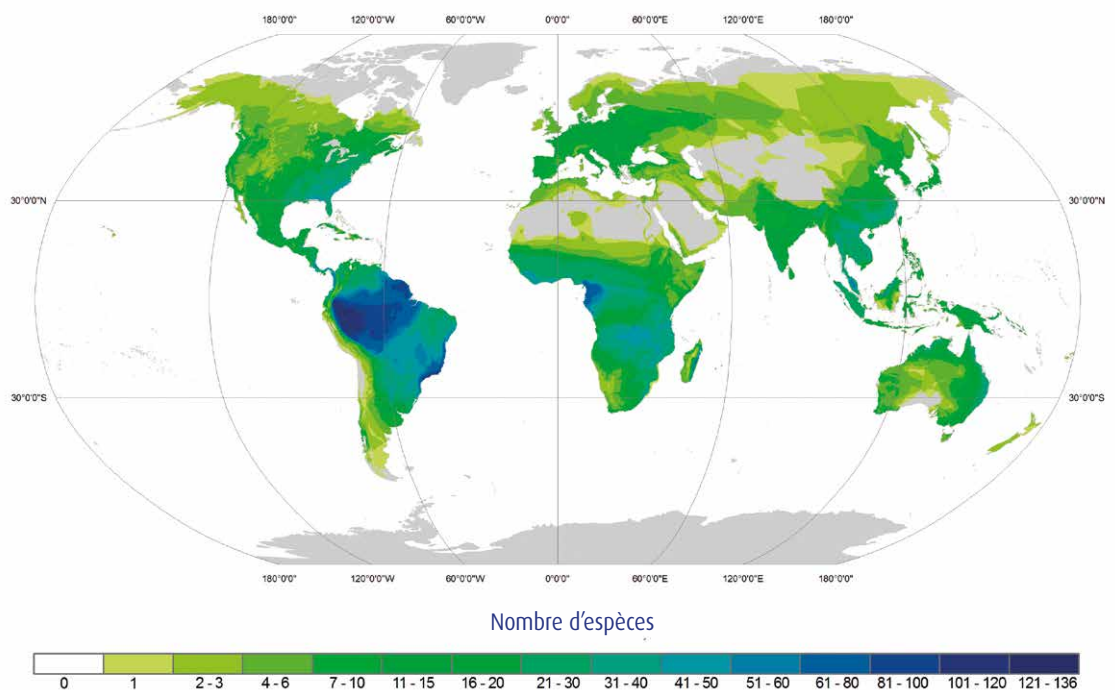 180°0'0" 120°0'0"W 60°0'0"W 0°0'0" 60°0'0"E 120°0'0"E 180°0'0"
30°0'0"N 30°0'0"N
30°0'0"S 30°0'0"S
180°0'0" 120°0'0"W 60°0'0"W 0°0'0" 60°0'0"E 120°0'0"E 180°0'0"
Nombre d'espèces
0 1 2 - 3 4 - 6 7 - 10 11 - 15 16 - 20 21 - 30 31 - 40 41 - 50 51 - 60 61 - 80 81 - 100 101 - 120 121 - 136